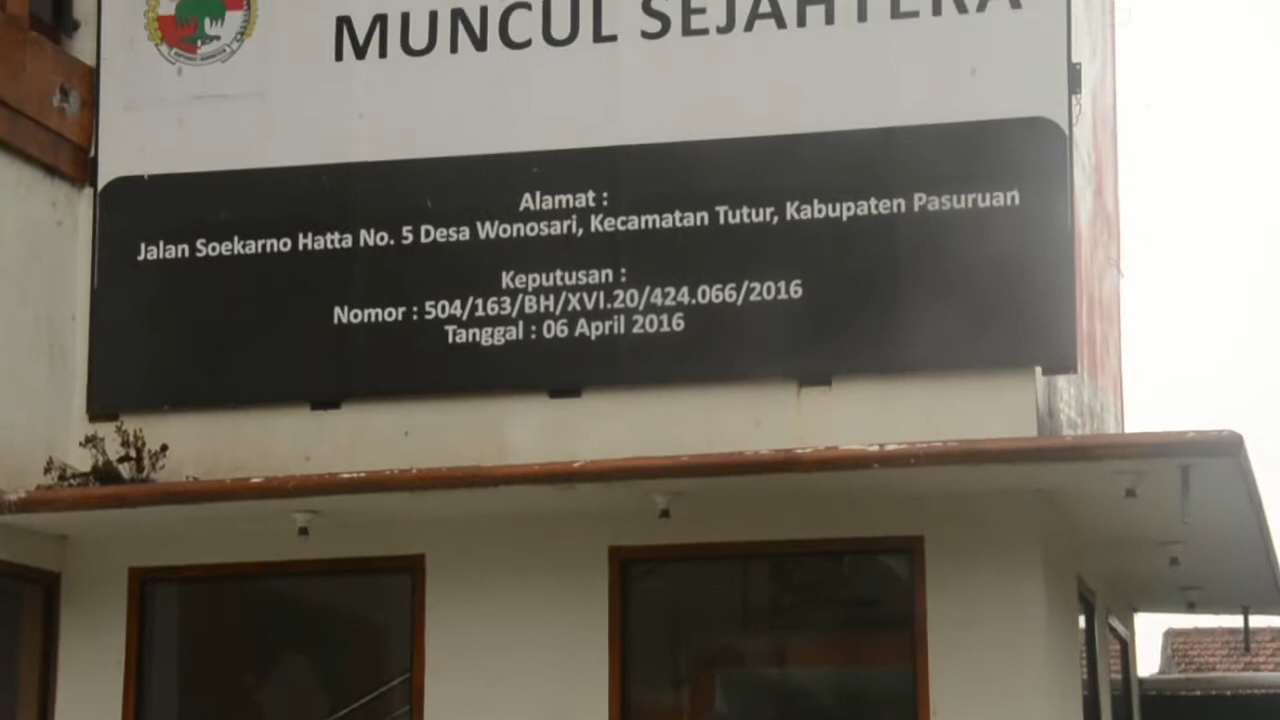 MUNCUL SEJAHTERA
Alamat :
Jalan Soekarno Hatta No. 5 Desa Wonosari, Kecamatan Tutur, Kabupaten Pasuruan
Keputusan :
Nomor : 504/163/BH/XVI.20/424.066/2016
Tanggal : 06 April 2016